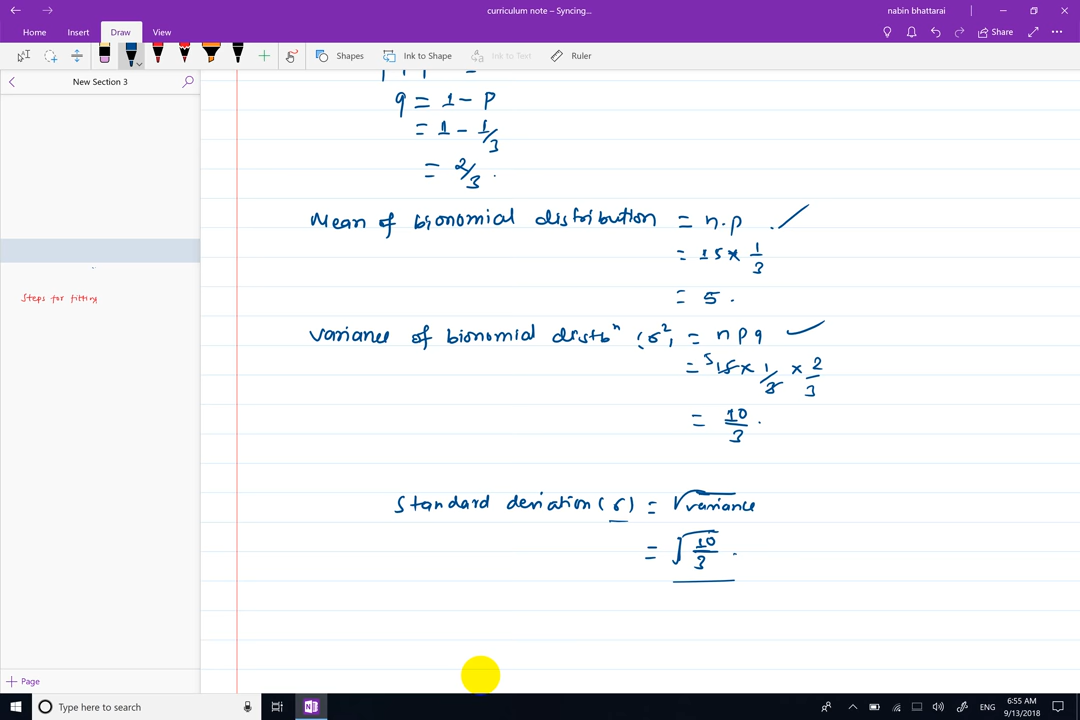 curriculum note – Syncing...
nabin bhattarai
Home Insert Draw View
Share
Shapes Ink to Shape Ink to Text Ruler
New Section 3
q = 1 - p
= 1 - 1/3
= 2/3 .
Mean of bionomial distribution = n.p .
= 15 × 1/3
= 5 .
Steps for fitting
variance of bionomial distbⁿ (σ²) = n p q
= 5 15 × 1/3 × 2/3
= 10/3 .
Standard deviation (σ) = √variance
= √10/3 .
Page
Type here to search
ENG
6:55 AM
9/13/2018